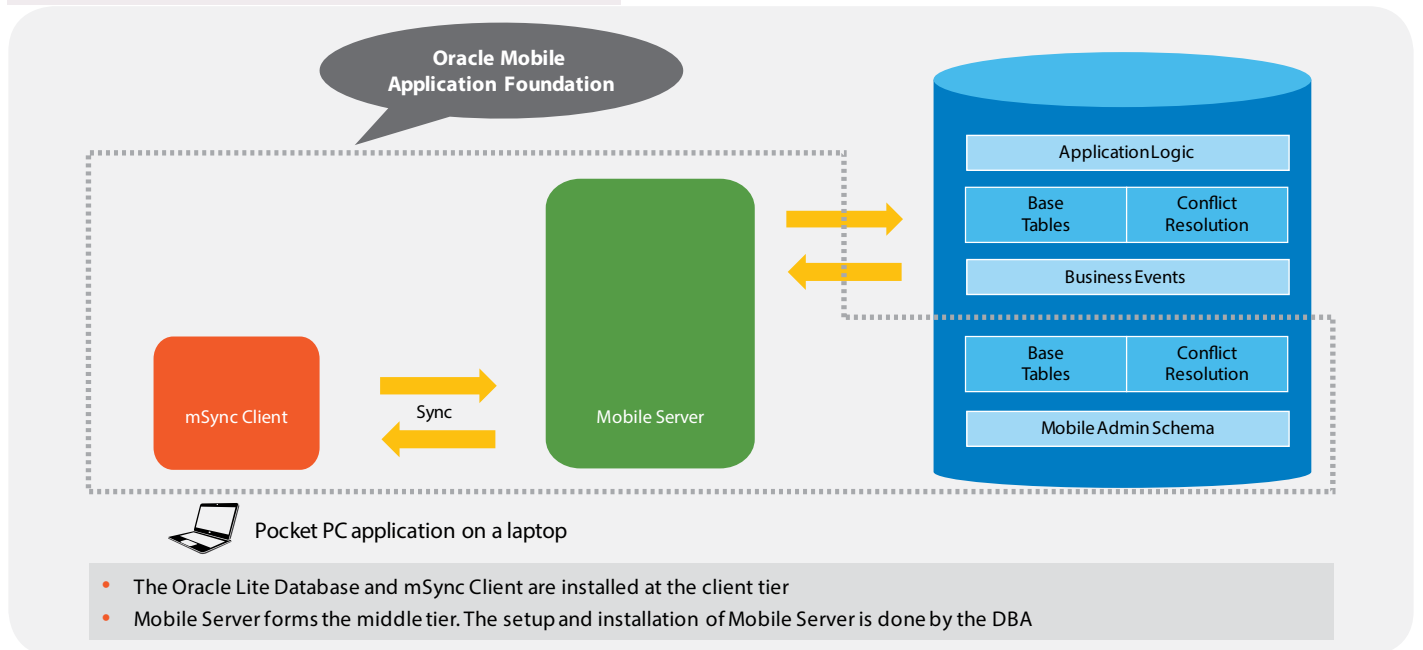 Oracle Mobile
Application Foundation
Application Logic
Base
Tables
Conflict
Resolution
Business Events
Base
Tables
Conflict
Resolution
Mobile Admin Schema
mSync Client
Sync
Mobile Server
Pocket PC application on a laptop
• The Oracle Lite Database and mSync Client are installed at the client tier
• Mobile Server forms the middle tier. The setup and installation of Mobile Server is done by the DBA